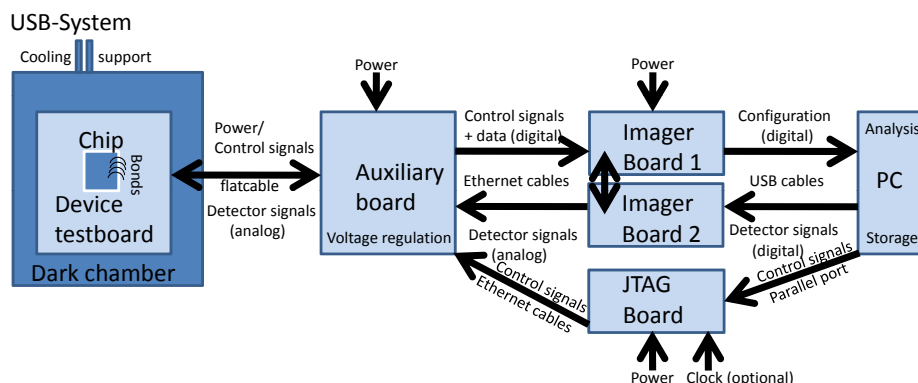 USB-System
Cooling
support
Chip
Bonds
Device
testboard
Dark chamber
Power/
Control signals
flatcable
Detector signals
(analog)
Power
Auxiliary
board
Voltage regulation
Control signals
+ data (digital)
Ethernet cables
Detector signals
(analog)
Control signals
Ethernet cables
Power
Imager
Board 1
Imager
Board 2
JTAG
Board
Power
Clock (optional)
Configuration
(digital)
USB cables
Detector signals
(digital)
Control signals
Parallel port
Analysis
PC
Storage